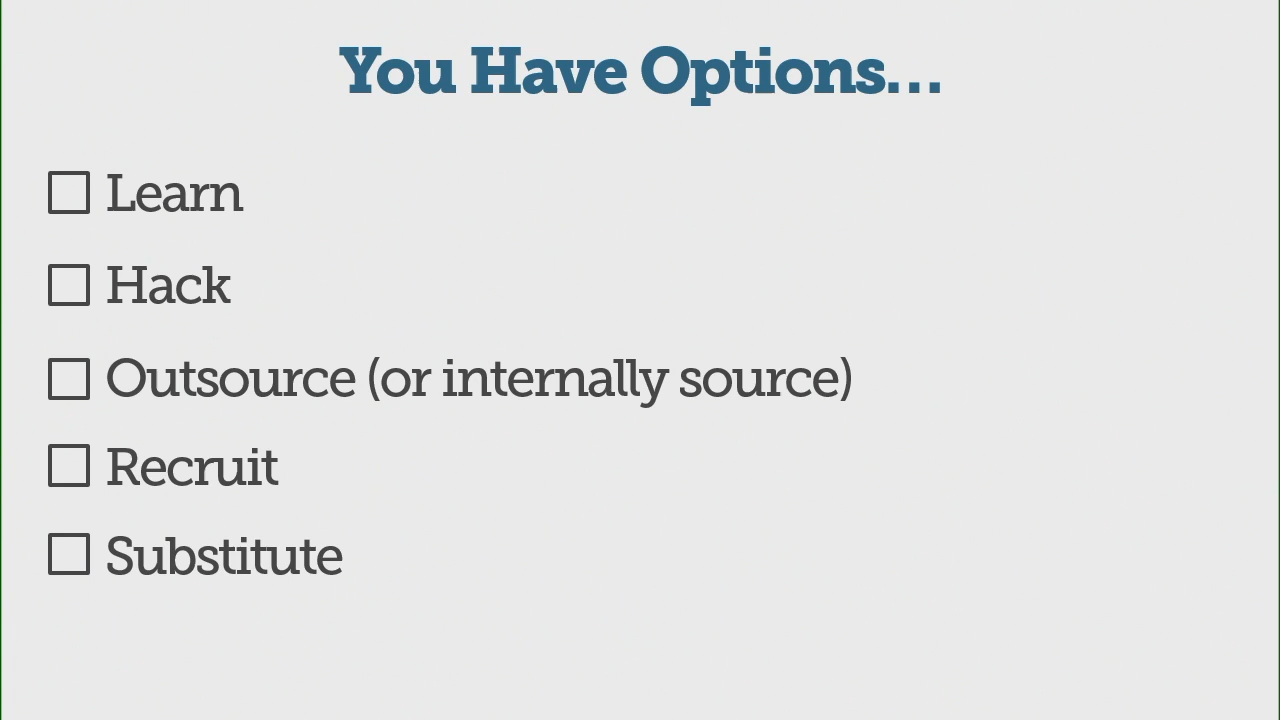 You Have Options...
Learn
Hack
Outsource (or internally source)
Recruit
Substitute